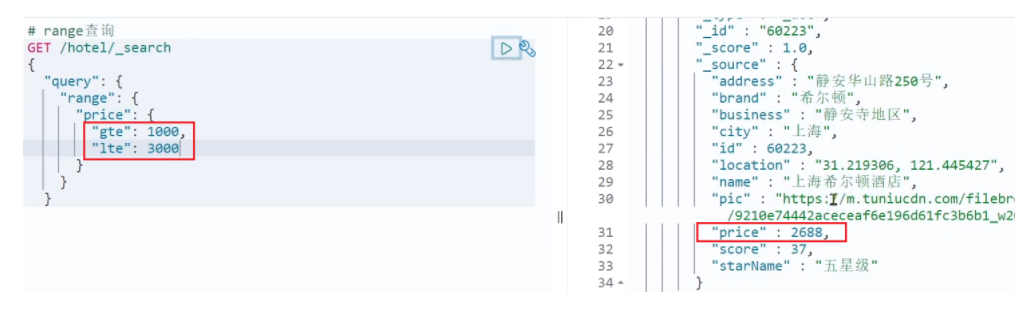 # range查询
GET /hotel/_search
{
"query": {
"range": {
"price": {
"gte": 1000,
"lte": 3000
}
}
}
20
21
22
23
24
25
26
27
28
29
30
31
32
33
34
"_id" : "60223",
"_score" : 1.0,
"_source" : {
"address" : "静安华山路250号",
"brand" : "希尔顿",
"business" : "静安寺地区",
"city" : "上海",
"id" : 60223,
"location" : "31.219306, 121.445427",
"name" : "上海希尔顿酒店",
"pic" : "https://m.tuniucdn.com/filebro
/9210e74442aceceaf6e196d61fc3b6b1_w20
"price" : 2688,
"score" : 37,
"starName" : "五星级"
}